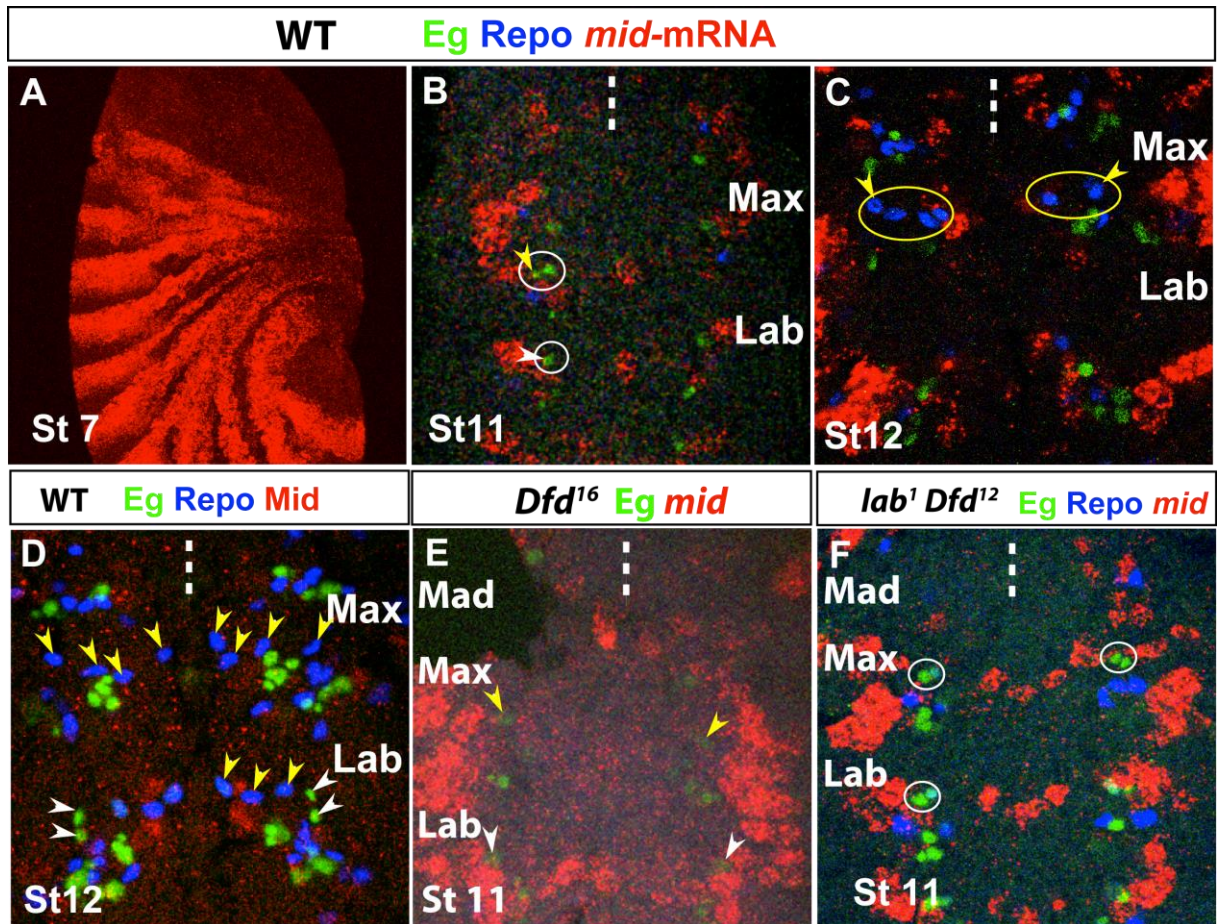 WT Eg Repo mid-mRNA
A
St 7
B
Max
Lab
St11
C
Max
Lab
St12
WT Eg Repo Mid
D
Max
Lab
St12
Dfd16 Eg mid
E
Mad
Max
Lab
St 11
lab1 Dfd12 Eg Repo mid
F
Mad
Max
Lab
St 11